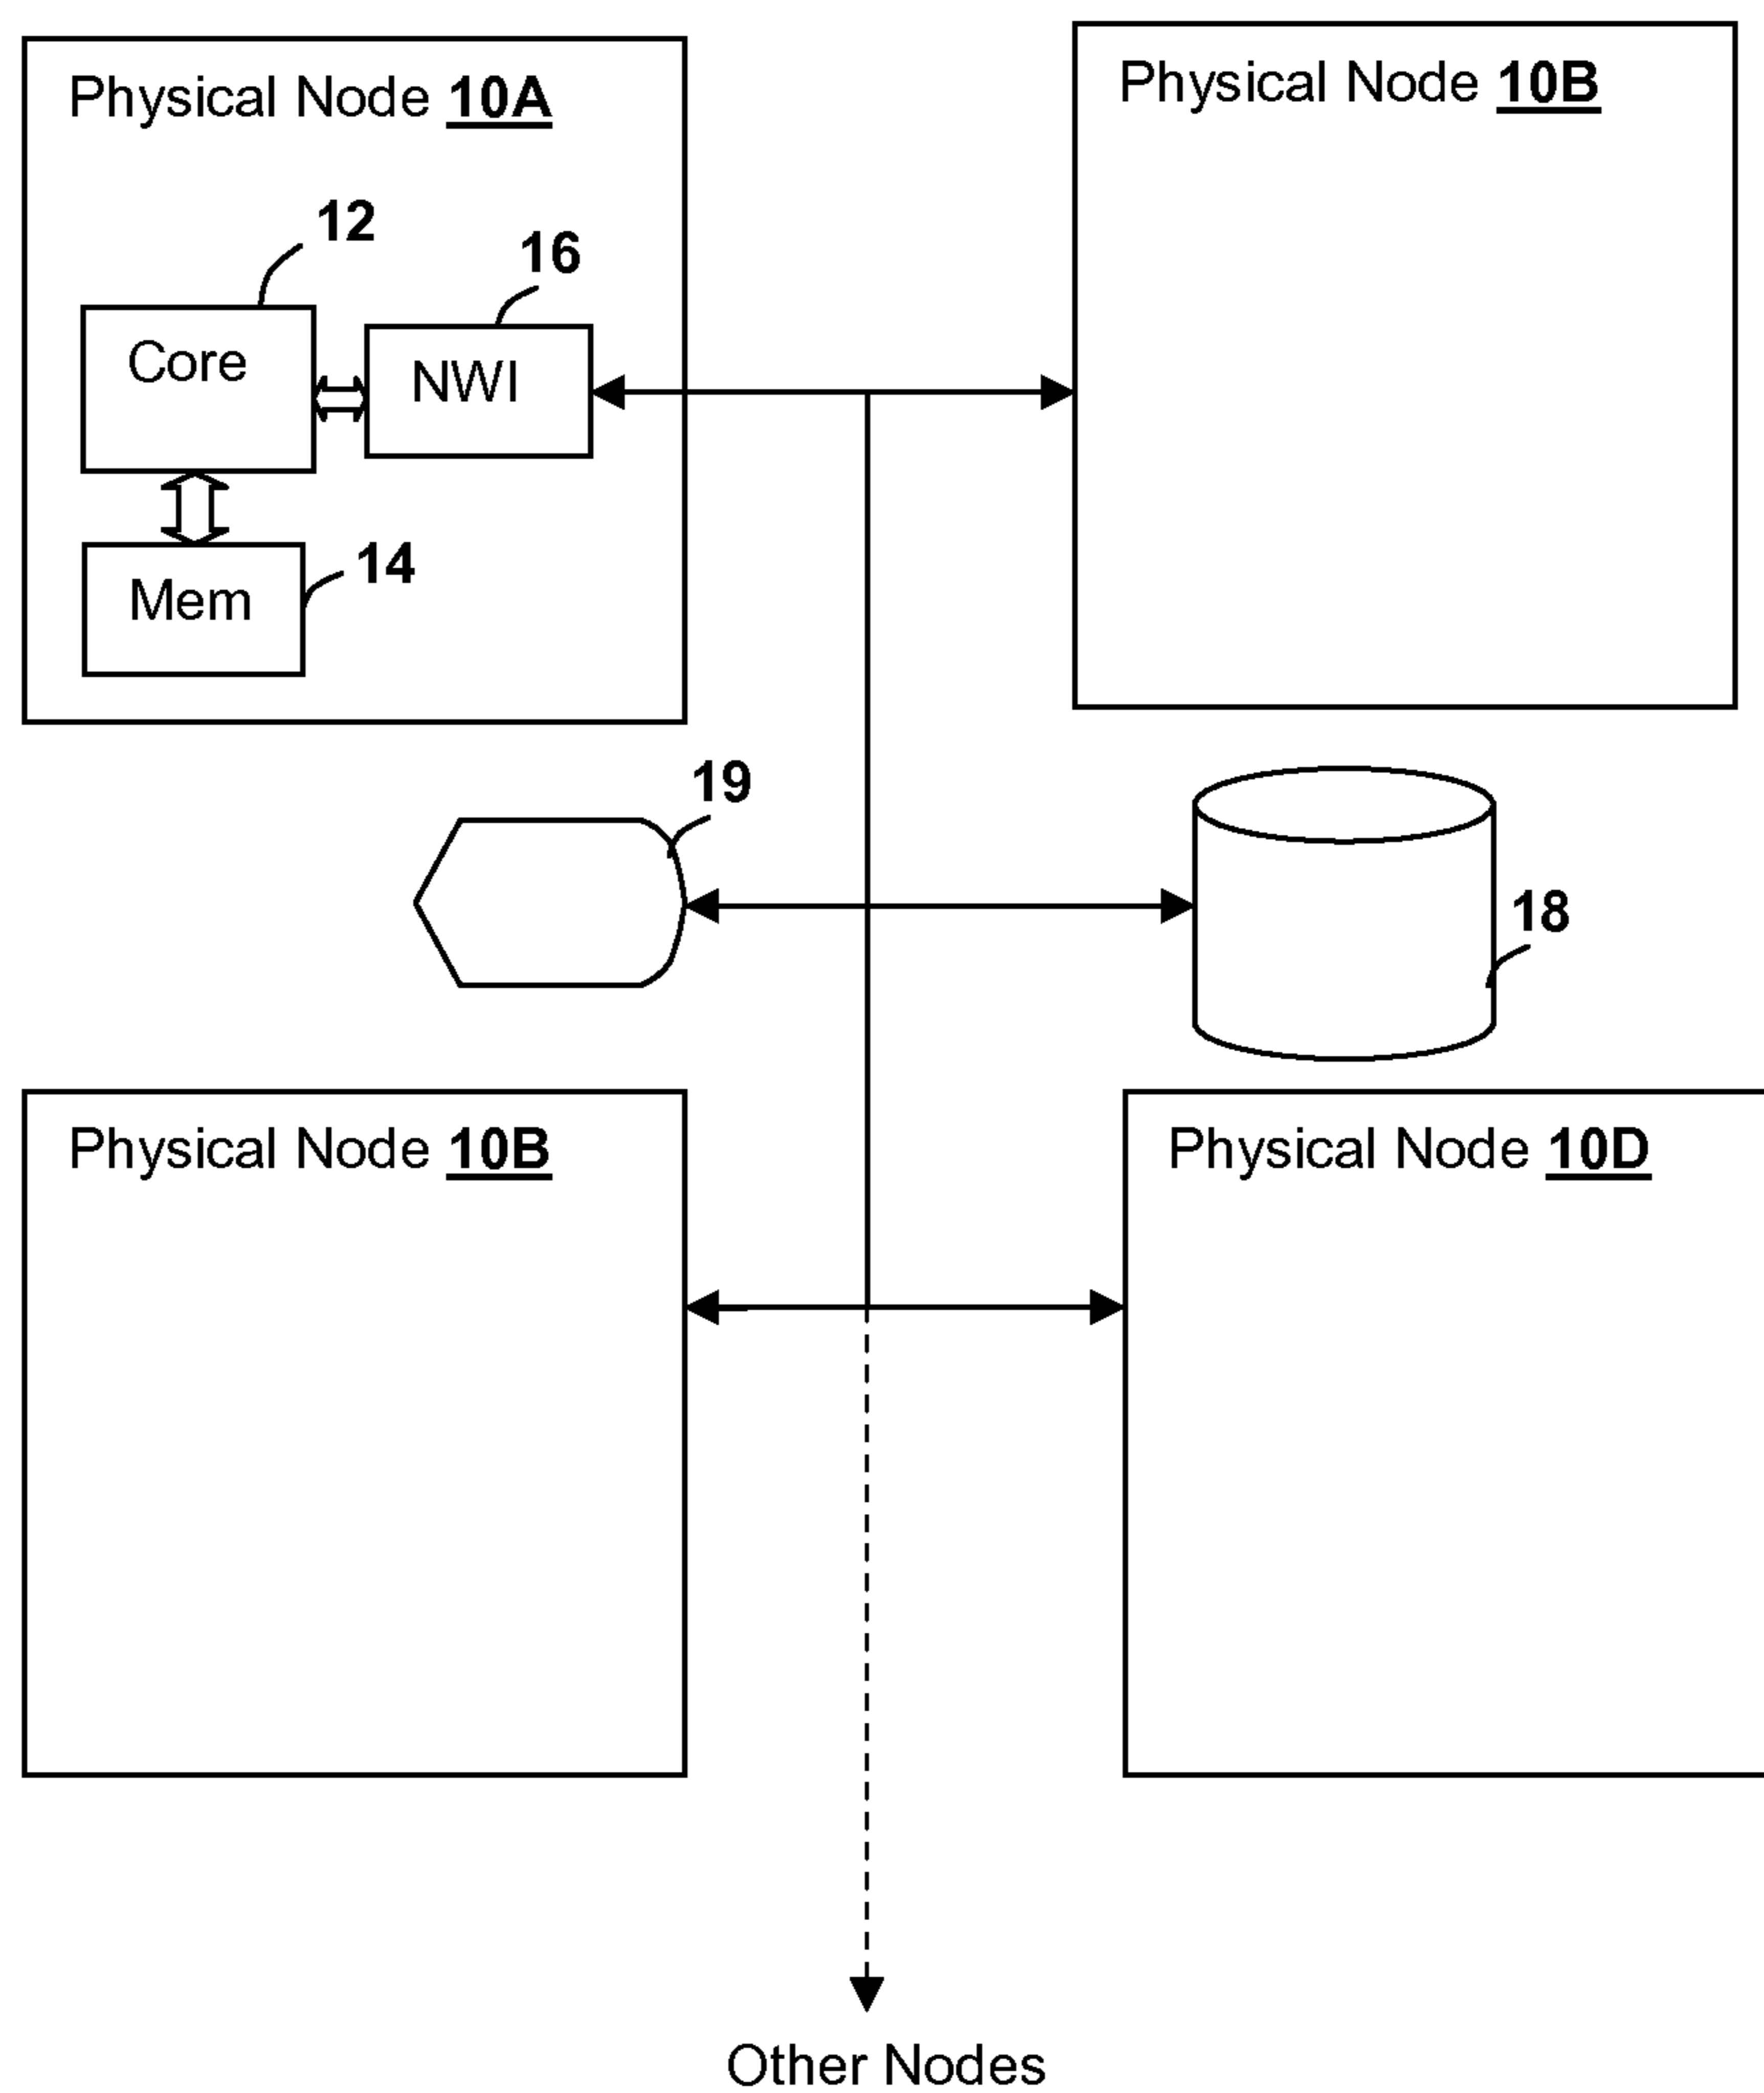 Physical Node 10A
Physical Node 10B
12
16
Core
NWI
14
Mem
19
18
Physical Node 10B
Physical Node 10D
Other Nodes